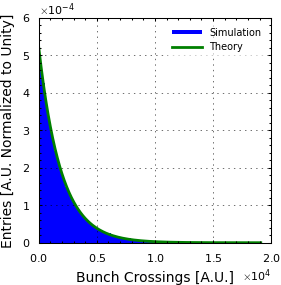 ×10⁻⁴
6
5
4
3
2
1
0
Entries [A.U. Normalized to Unity]
Simulation
Theory
0.0 0.5 1.0 1.5 2.0
Bunch Crossings [A.U.] ×10⁴